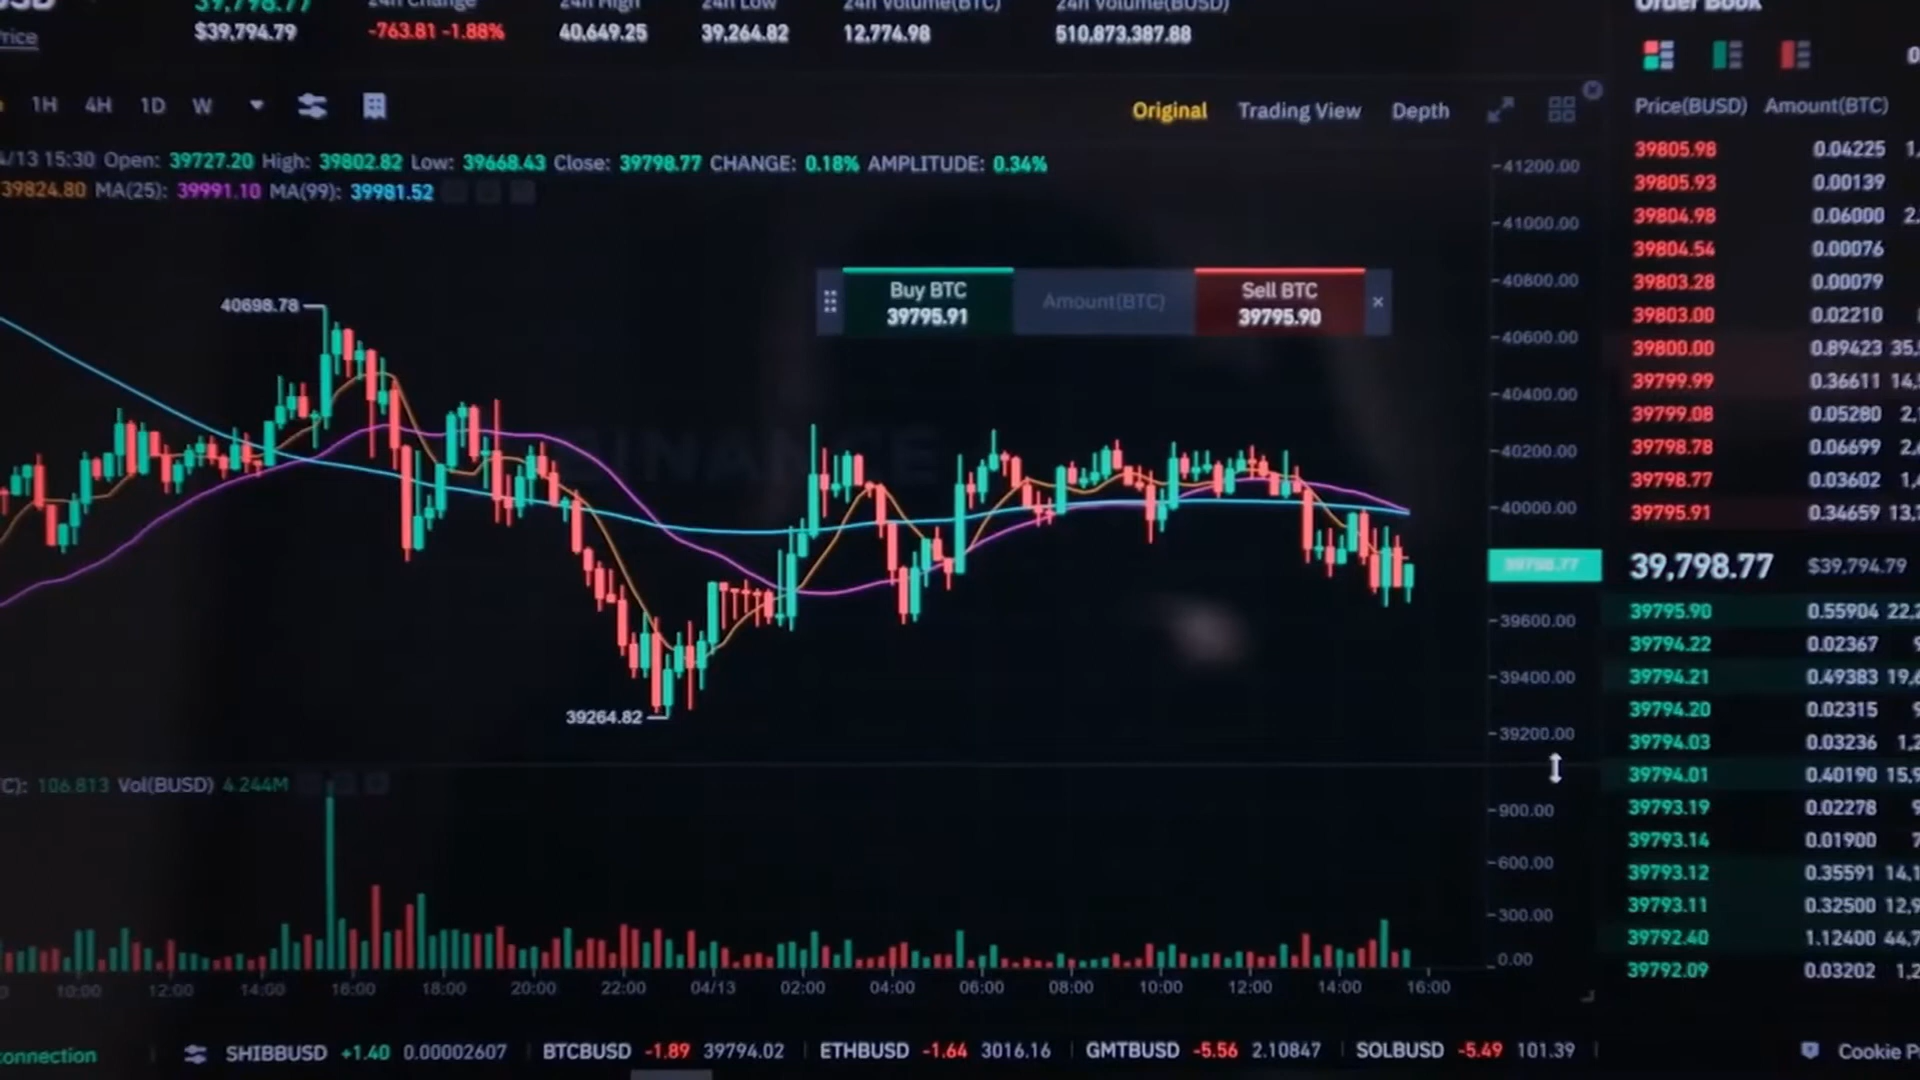 39,798.77 24h Change 24h High 24h Low 24h Volume(BTC) 24h Volume(BUSD)
Price $39,794.79 -763.81 -1.88% 40,649.25 39,264.82 12,774.98 510,873,387.88
Order Book
1H 4H 1D W
Original Trading View Depth
Price(BUSD) Amount(BTC)
4/13 15:30 Open: 39727.20 High: 39802.82 Low: 39668.43 Close: 39798.77 CHANGE: 0.18% AMPLITUDE: 0.34%
39824.80 MA(25): 39991.10 MA(99): 39981.52
Buy BTC
39795.91
Amount(BTC)
Sell BTC
39795.90
40698.78
BINANCE
39264.82
41200.00
41000.00
40800.00
40600.00
40400.00
40200.00
40000.00
39798.77
39600.00
39400.00
39200.00
C): 106.813 Vol(BUSD) 4.244M
900.00
600.00
300.00
0.00
10:00 12:00 14:00 16:00 18:00 20:00 22:00 04/13 02:00 04:00 06:00 08:00 10:00 12:00 14:00 16:00
39805.98 0.04225 1,
39805.93 0.00139
39804.98 0.06000 2.
39804.54 0.00076
39803.28 0.00079
39803.00 0.02210
39800.00 0.89423 35,
39799.99 0.36611 14,
39799.08 0.05280 2,
39798.78 0.06699 2,
39798.77 0.03602 1,
39795.91 0.34659 13,
39,798.77 $39,794.79
39795.90 0.55904 22,
39794.22 0.02367
39794.21 0.49383 19,
39794.20 0.02315
39794.03 0.03236 1,
39794.01 0.40190 15,
39793.19 0.02278
39793.14 0.01900
39793.12 0.35591 14,
39793.11 0.32500 12,
39792.40 1.12400 44,
39792.09 0.03202 1,
connection SHIBBUSD +1.40 0.00002607 BTCBUSD -1.89 39794.02 ETHBUSD -1.64 3016.16 GMTBUSD -5.56 2.10847 SOLBUSD -5.49 101.39 Cookie P